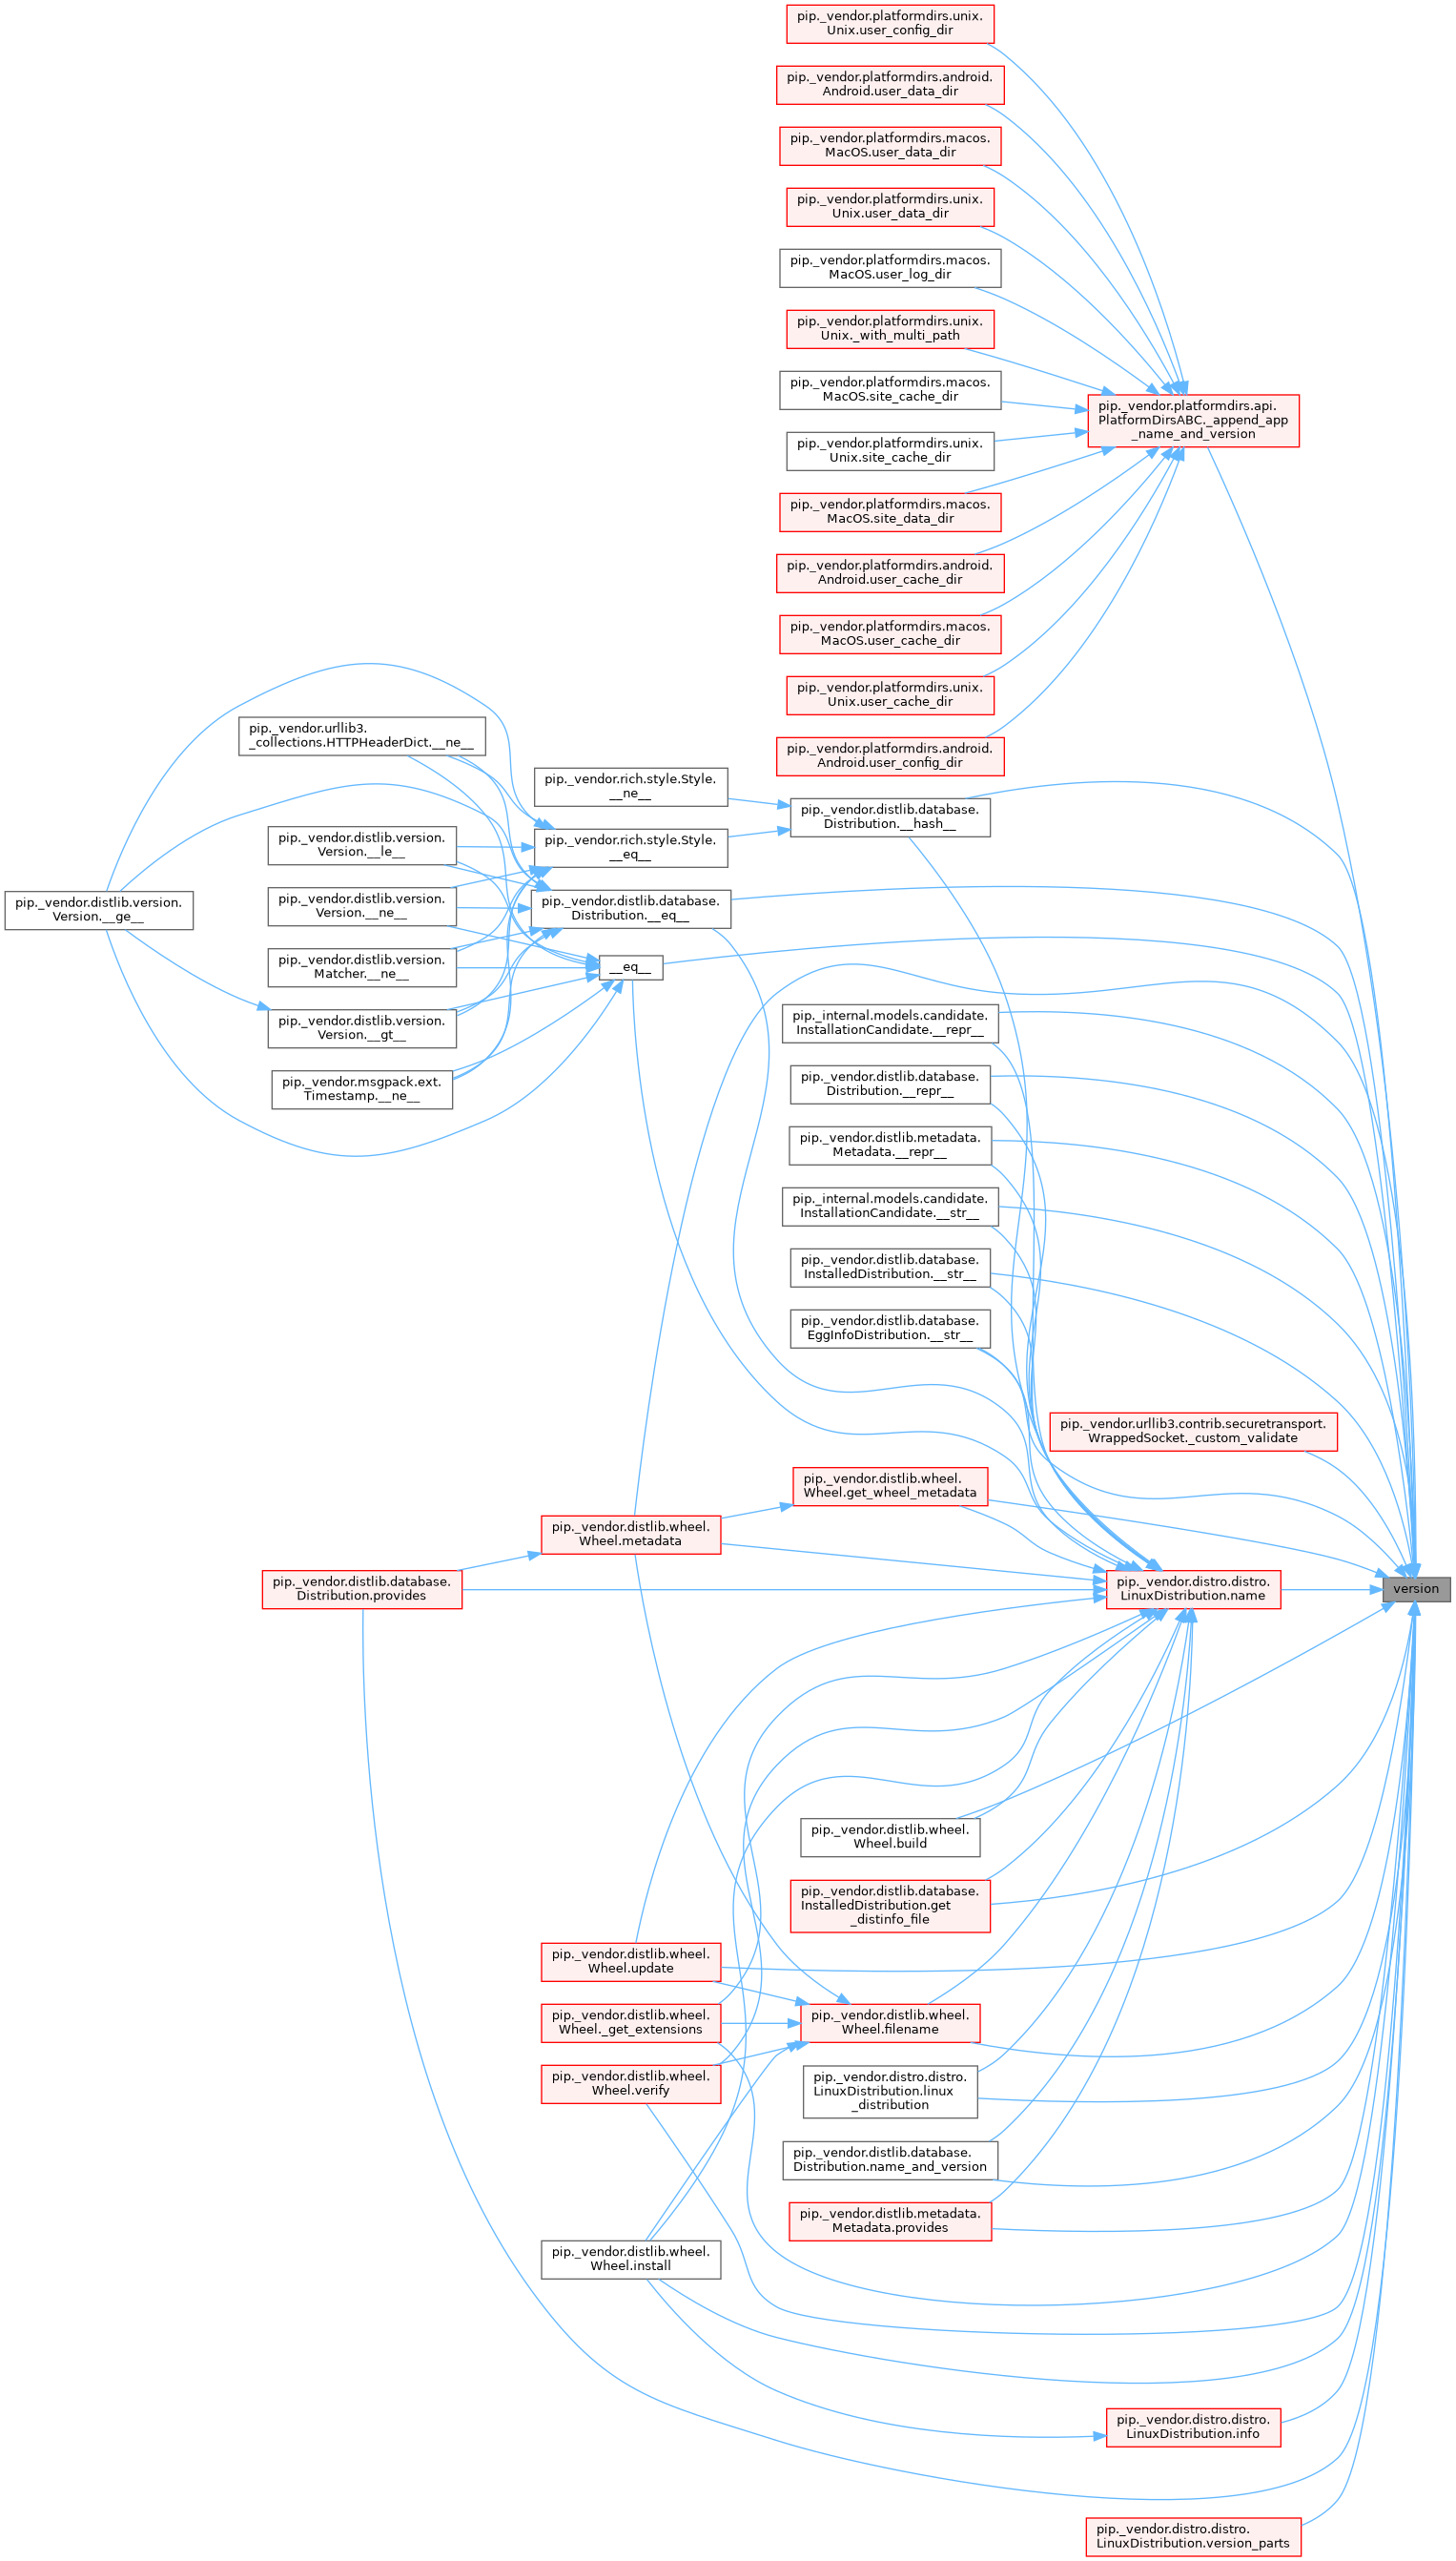 pip._vendor.platformdirs.unix.
Unix.user_config_dir
pip._vendor.platformdirs.android.
Android.user_data_dir
pip._vendor.platformdirs.macos.
MacOS.user_data_dir
pip._vendor.platformdirs.unix.
Unix.user_data_dir
pip._vendor.platformdirs.macos.
MacOS.user_log_dir
pip._vendor.platformdirs.unix.
Unix._with_multi_path
pip._vendor.platformdirs.macos.
MacOS.site_cache_dir
pip._vendor.platformdirs.api.
PlatformDirsABC._append_app
_name_and_version
pip._vendor.platformdirs.unix.
Unix.site_cache_dir
pip._vendor.platformdirs.macos.
MacOS.site_data_dir
pip._vendor.platformdirs.android.
Android.user_cache_dir
pip._vendor.platformdirs.macos.
MacOS.user_cache_dir
pip._vendor.platformdirs.unix.
Unix.user_cache_dir
pip._vendor.platformdirs.android.
Android.user_config_dir
pip._vendor.urllib3.
_collections.HTTPHeaderDict.__ne__
pip._vendor.rich.style.Style.
__ne__
pip._vendor.distlib.database.
Distribution.__hash__
pip._vendor.distlib.version.
Version.__le__
pip._vendor.rich.style.Style.
__eq__
pip._vendor.distlib.version.
Version.__ge__
pip._vendor.distlib.version.
Version.__ne__
pip._vendor.distlib.database.
Distribution.__eq__
pip._vendor.distlib.version.
Matcher.__ne__
__eq__
pip._vendor.distlib.version.
Version.__gt__
pip._internal.models.candidate.
InstallationCandidate.__repr__
pip._vendor.msgpack.ext.
Timestamp.__ne__
pip._vendor.distlib.database.
Distribution.__repr__
pip._vendor.distlib.metadata.
Metadata.__repr__
pip._internal.models.candidate.
InstallationCandidate.__str__
pip._vendor.distlib.database.
InstalledDistribution.__str__
pip._vendor.distlib.database.
EggInfoDistribution.__str__
pip._vendor.urllib3.contrib.securetransport.
WrappedSocket._custom_validate
pip._vendor.distlib.wheel.
Wheel.get_wheel_metadata
pip._vendor.distlib.wheel.
Wheel.metadata
pip._vendor.distlib.database.
Distribution.provides
pip._vendor.distro.distro.
LinuxDistribution.name
version
pip._vendor.distlib.wheel.
Wheel.build
pip._vendor.distlib.database.
InstalledDistribution.get
_distinfo_file
pip._vendor.distlib.wheel.
Wheel.update
pip._vendor.distlib.wheel.
Wheel._get_extensions
pip._vendor.distlib.wheel.
Wheel.filename
pip._vendor.distlib.wheel.
Wheel.verify
pip._vendor.distro.distro.
LinuxDistribution.linux
_distribution
pip._vendor.distlib.database.
Distribution.name_and_version
pip._vendor.distlib.metadata.
Metadata.provides
pip._vendor.distlib.wheel.
Wheel.install
pip._vendor.distro.distro.
LinuxDistribution.info
pip._vendor.distro.distro.
LinuxDistribution.version_parts